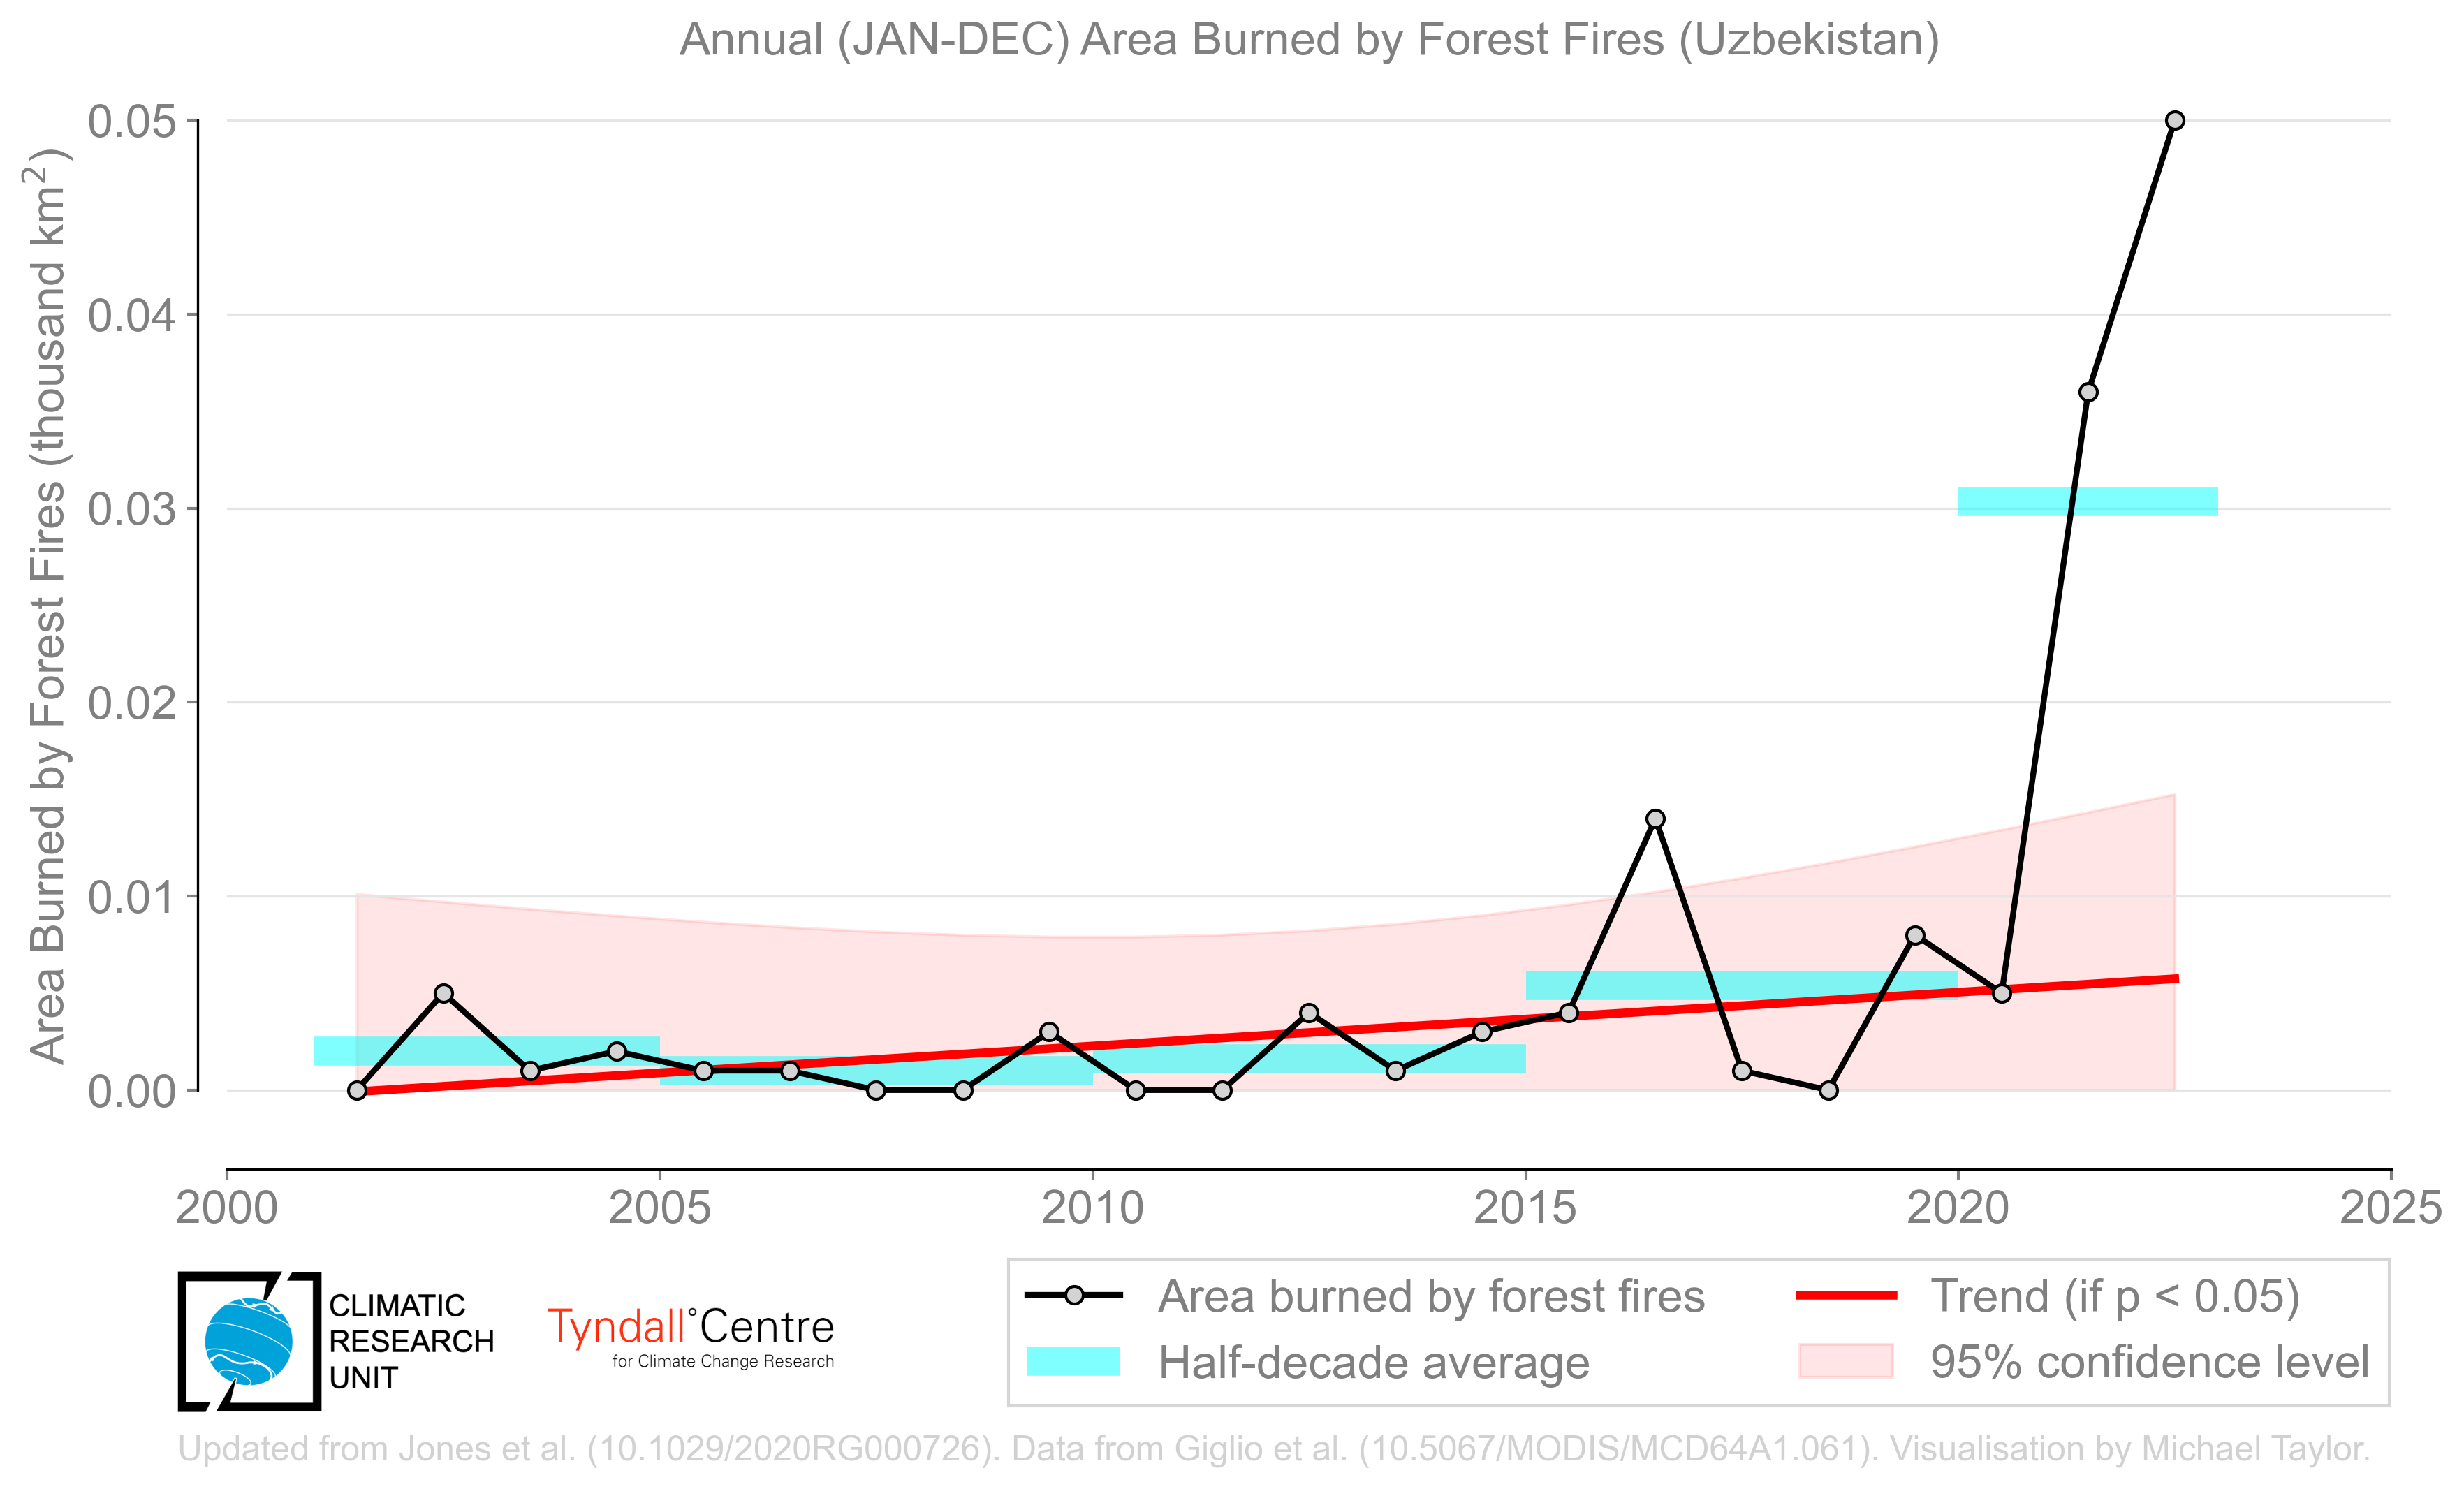 Annual (JAN-DEC) Area Burned by Forest Fires (Uzbekistan)
Area Burned by Forest Fires (thousand km²)
0.05
0.04
0.03
0.02
0.01
0.00
2000 2005 2010 2015 2020 2025
CLIMATIC
RESEARCH
UNIT
Tyndall°Centre
for Climate Change Research
Area burned by forest fires
Half-decade average
Trend (if p < 0.05)
95% confidence level
Updated from Jones et al. (10.1029/2020RG000726). Data from Giglio et al. (10.5067/MODIS/MCD64A1.061). Visualisation by Michael Taylor.